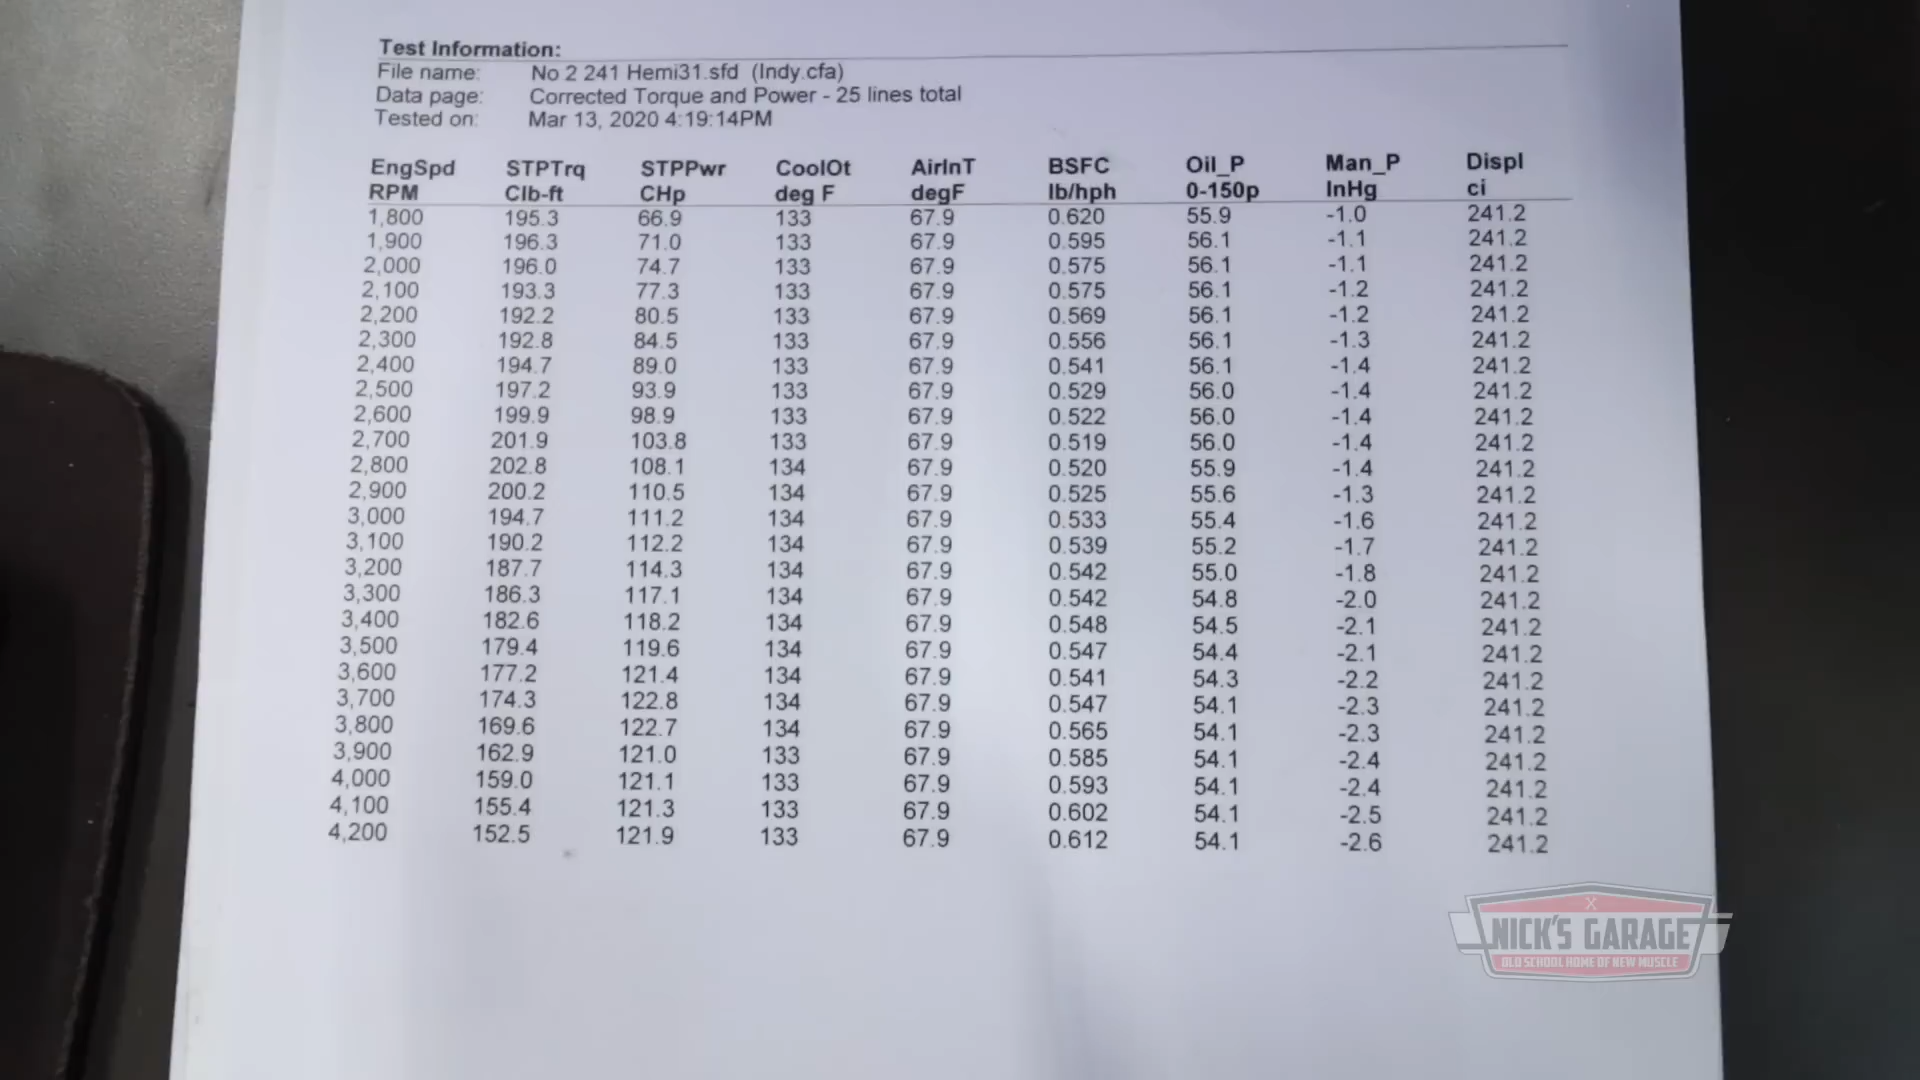 Test Information:
File name: No 2 241 Hemi31.sfd (Indy.cfa)
Data page: Corrected Torque and Power - 25 lines total
Tested on: Mar 13, 2020 4:19:14PM
EngSpd STPTrq STPPwr CoolOt AirInT BSFC Oil_P Man_P Displ
RPM Clb-ft CHp deg F degF lb/hph 0-150p InHg ci
1,800 195.3 66.9 133 67.9 0.620 55.9 -1.0 241.2
1,900 196.3 71.0 133 67.9 0.595 56.1 -1.1 241.2
2,000 196.0 74.7 133 67.9 0.575 56.1 -1.1 241.2
2,100 193.3 77.3 133 67.9 0.575 56.1 -1.2 241.2
2,200 192.2 80.5 133 67.9 0.569 56.1 -1.2 241.2
2,300 192.8 84.5 133 67.9 0.556 56.1 -1.3 241.2
2,400 194.7 89.0 133 67.9 0.541 56.1 -1.4 241.2
2,500 197.2 93.9 133 67.9 0.529 56.0 -1.4 241.2
2,600 199.9 98.9 133 67.9 0.522 56.0 -1.4 241.2
2,700 201.9 103.8 133 67.9 0.519 56.0 -1.4 241.2
2,800 202.8 108.1 134 67.9 0.520 55.9 -1.4 241.2
2,900 200.2 110.5 134 67.9 0.525 55.6 -1.3 241.2
3,000 194.7 111.2 134 67.9 0.533 55.4 -1.6 241.2
3,100 190.2 112.2 134 67.9 0.539 55.2 -1.7 241.2
3,200 187.7 114.3 134 67.9 0.542 55.0 -1.8 241.2
3,300 186.3 117.1 134 67.9 0.542 54.8 -2.0 241.2
3,400 182.6 118.2 134 67.9 0.548 54.5 -2.1 241.2
3,500 179.4 119.6 134 67.9 0.547 54.4 -2.1 241.2
3,600 177.2 121.4 134 67.9 0.541 54.3 -2.2 241.2
3,700 174.3 122.8 134 67.9 0.547 54.1 -2.3 241.2
3,800 169.6 122.7 134 67.9 0.565 54.1 -2.3 241.2
3,900 162.9 121.0 133 67.9 0.585 54.1 -2.4 241.2
4,000 159.0 121.1 133 67.9 0.593 54.1 -2.4 241.2
4,100 155.4 121.3 133 67.9 0.602 54.1 -2.5 241.2
4,200 152.5 121.9 133 67.9 0.612 54.1 -2.6 241.2
NICK'S GARAGE
OLD SCHOOL HOME OF NEW MUSCLE